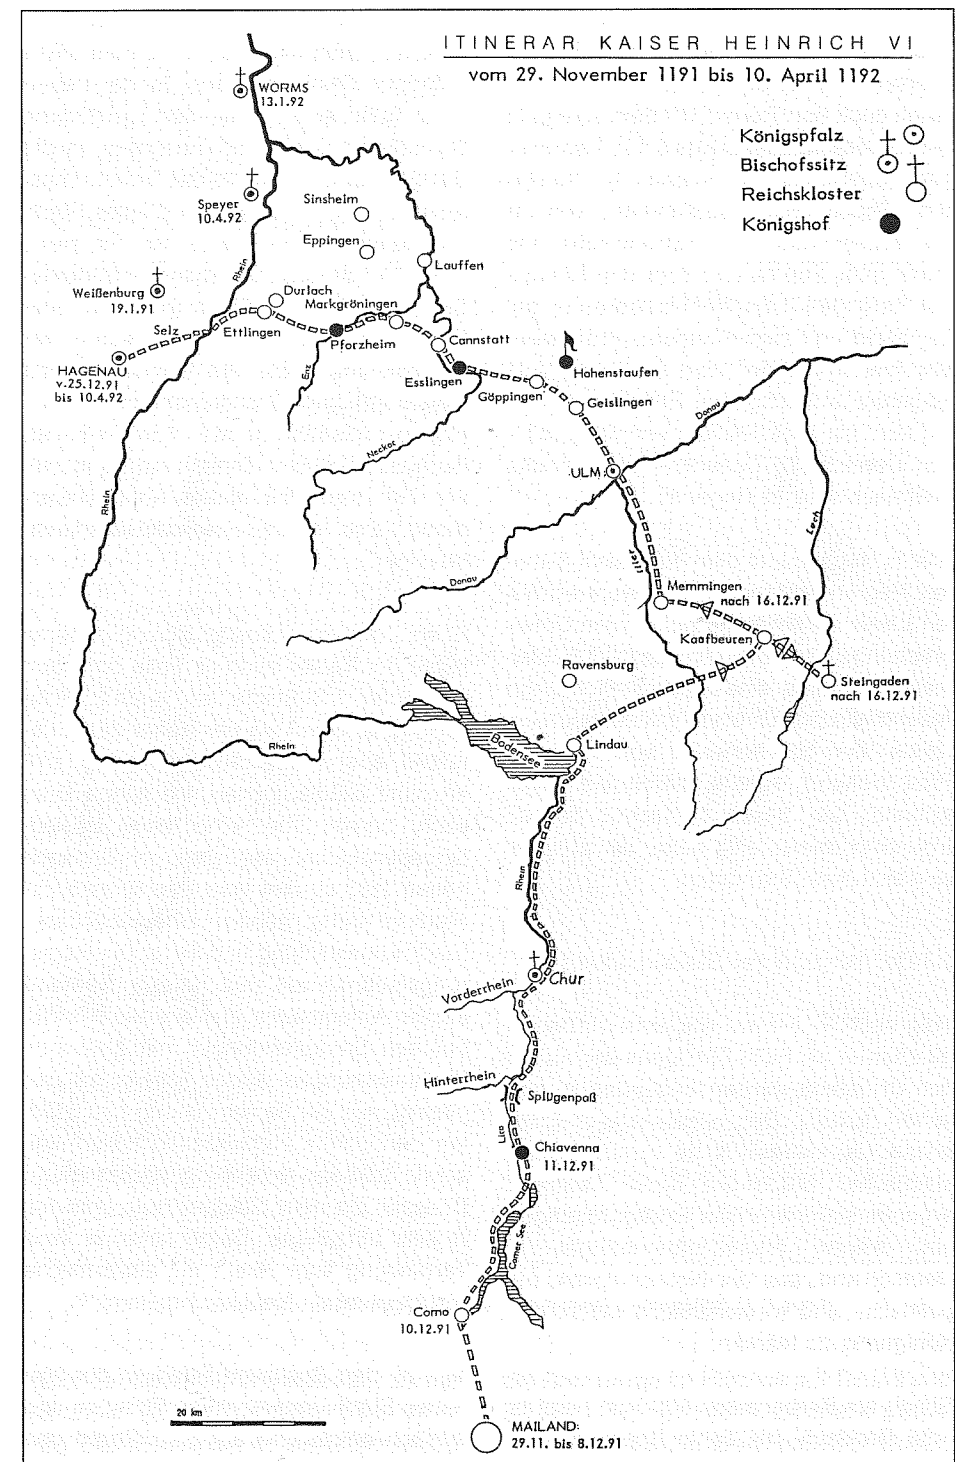 ITINERAR KAISER HEINRICH VI
vom 29. November 1191 bis 10. April 1192
Königspfalz
Bischofssitz
Reichskloster
Königshof
WORMS
13.1.92
Speyer
10.4.92
Sinsheim
Eppingen
Lauffen
Rhein
Weißenburg
19.1.91
Durlach
Markgröningen
Selz
Ettlingen
Pforzheim
Cannstatt
HAGENAU
v.25.12.91
bis 10.4.92
Enz
Esslingen
Hohenstaufen
Göppingen
Geislingen
Donau
Neckar
ULM
Rhein
Lech
Iller
Donau
Memmingen
nach 16.12.91
Kaufbeuren
Ravensburg
Steingaden
nach 16.12.91
Rhein
Bodensee
Lindau
Rhein
Chur
Vorderrhein
Hinterrhein
Splügenpaß
Lira
Chiavenna
11.12.91
Comer See
Como
10.12.91
20 km
MAILAND:
29.11. bis 8.12.91